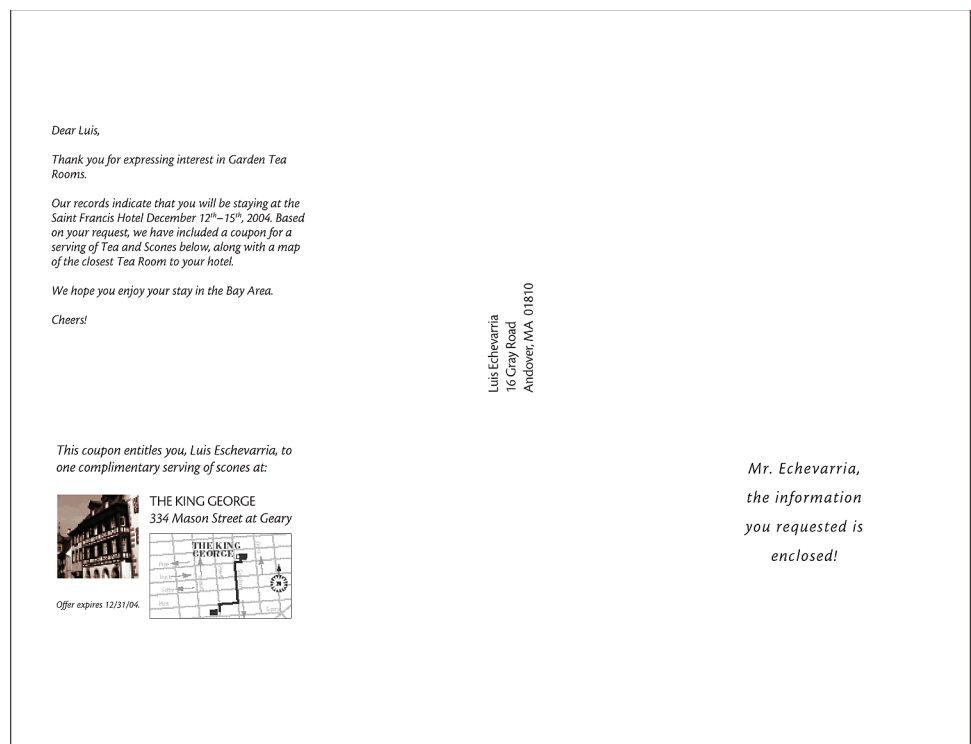 Dear Luis,
Thank you for expressing interest in Garden Tea
Rooms.
Our records indicate that you will be staying at the
Saint Francis Hotel December 12th–15th, 2004. Based
on your request, we have included a coupon for a
serving of Tea and Scones below, along with a map
of the closest Tea Room to your hotel.
We hope you enjoy your stay in the Bay Area.
Cheers!
This coupon entitles you, Luis Eschevarria, to
one complimentary serving of scones at:
THE KING GEORGE
334 Mason Street at Geary
THE KING
GEORGE
Offer expires 12/31/04.
Luis Echevarria
16 Gray Road
Andover, MA 01810
Mr. Echevarria,
the information
you requested is
enclosed!